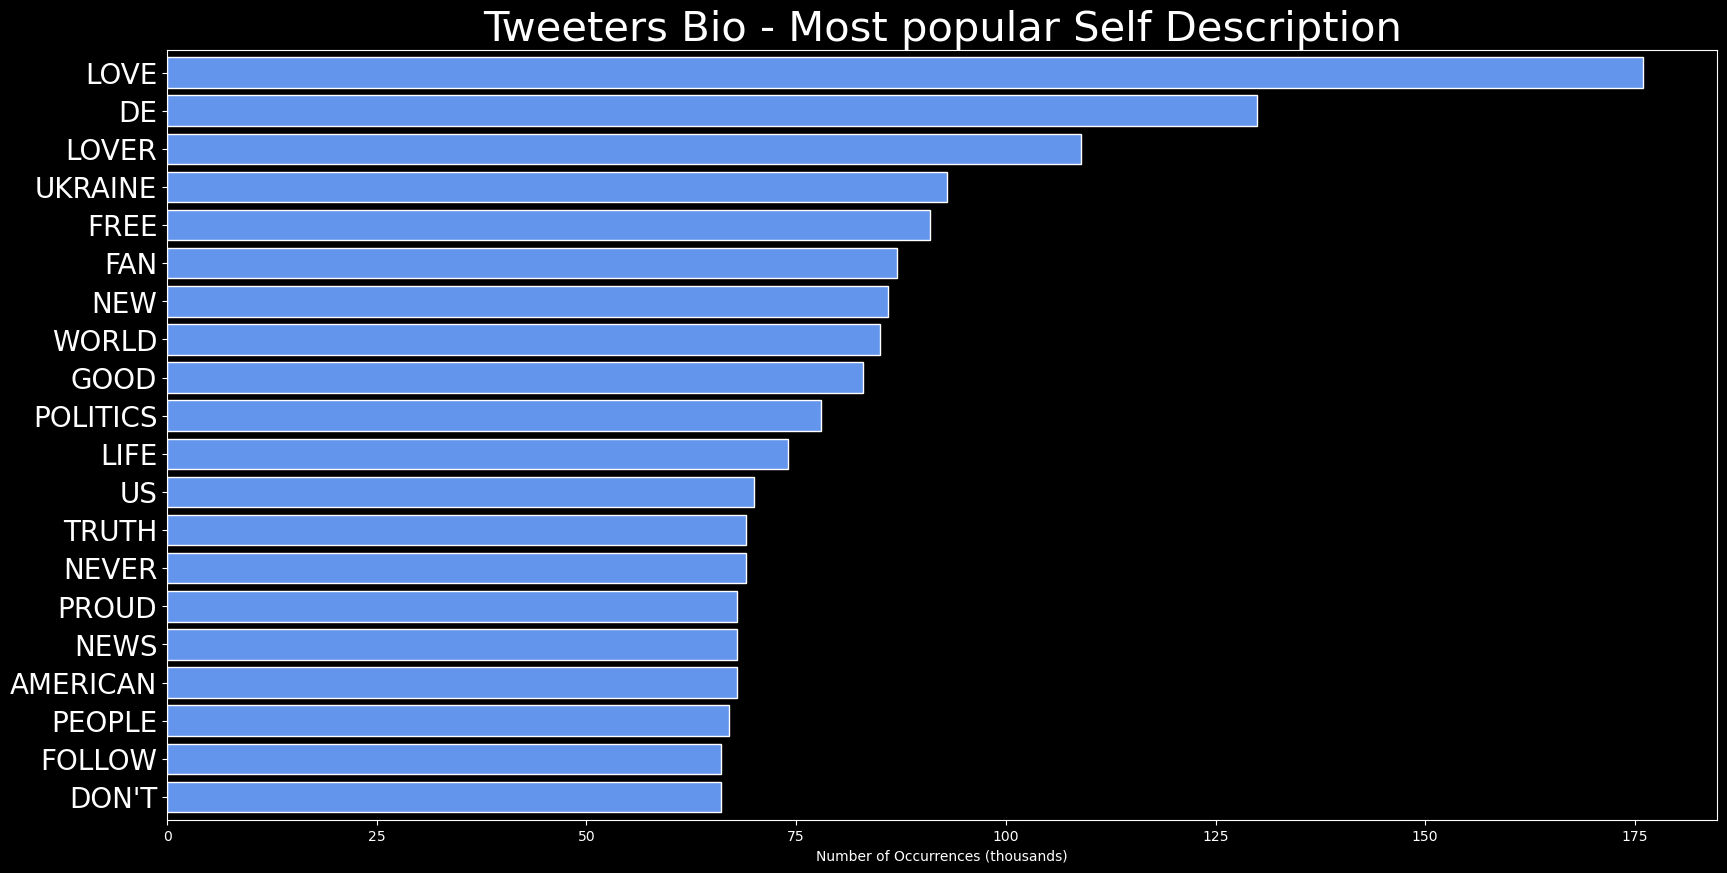 Tweeters Bio - Most popular Self Description
LOVE
DE
LOVER
UKRAINE
FREE
FAN
NEW
WORLD
GOOD
POLITICS
LIFE
US
TRUTH
NEVER
PROUD
NEWS
AMERICAN
PEOPLE
FOLLOW
DON'T
0 25 50 75 100 125 150 175
Number of Occurrences (thousands)